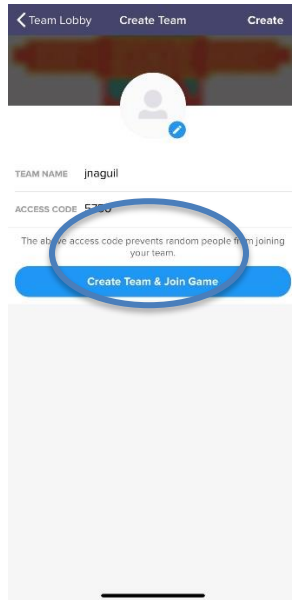 Team Lobby Create Team Create
TEAM NAME jnaguil
ACCESS CODE
The above access code prevents random people from joining
your team.
Create Team & Join Game